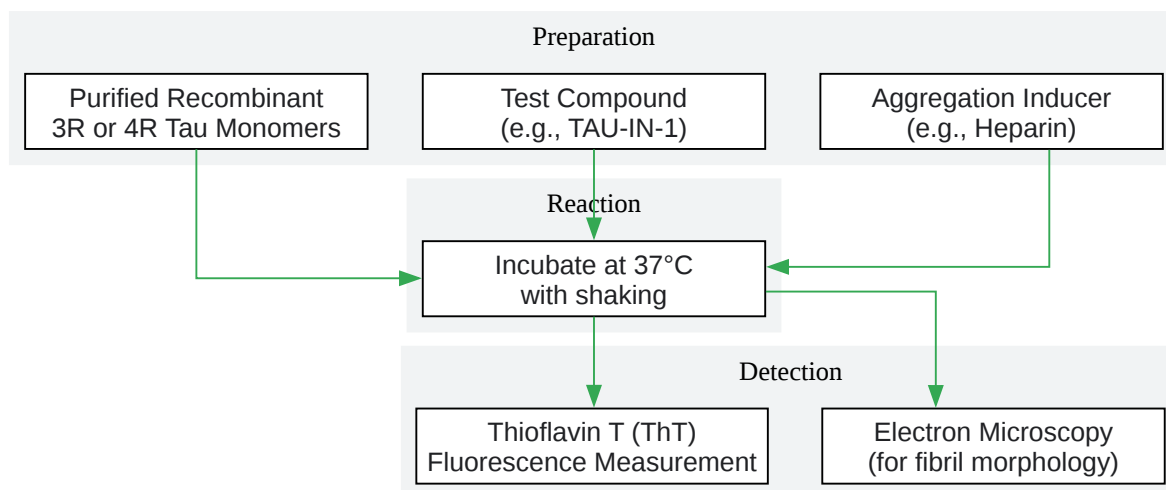 Preparation
Purified Recombinant
3R or 4R Tau Monomers
Test Compound
(e.g., TAU-IN-1)
Aggregation Inducer
(e.g., Heparin)
Reaction
Incubate at 37°C
with shaking
Detection
Thioflavin T (ThT)
Fluorescence Measurement
Electron Microscopy
(for fibril morphology)